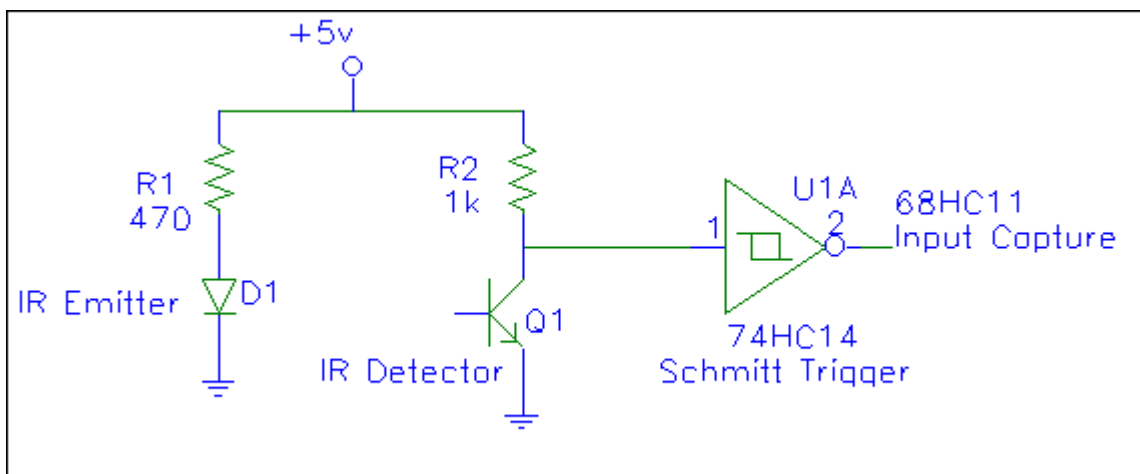 +5v
R1
470
R2
1k
U1A
1
2
68HC11
Input Capture
IR Emitter
D1
Q1
IR Detector
74HC14
Schmitt Trigger